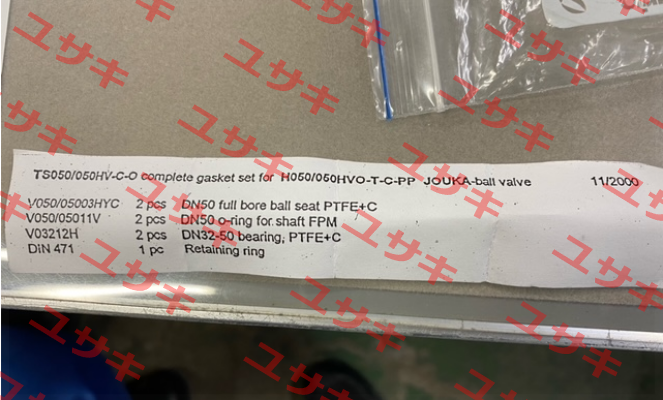 TS050/050HV-C-O complete gasket set for H050/050HVO-T-C-PP JOUKA-ball valve 11/2000
V050/05003HYC 2 pcs DN50 full bore ball seat PTFE+C
V050/05011V 2 pcs DN50 o-ring for shaft FPM
V03212H 2 pcs DN32-50 bearing, PTFE+C
DIN 471 1 pc Retaining ring
ユサキ